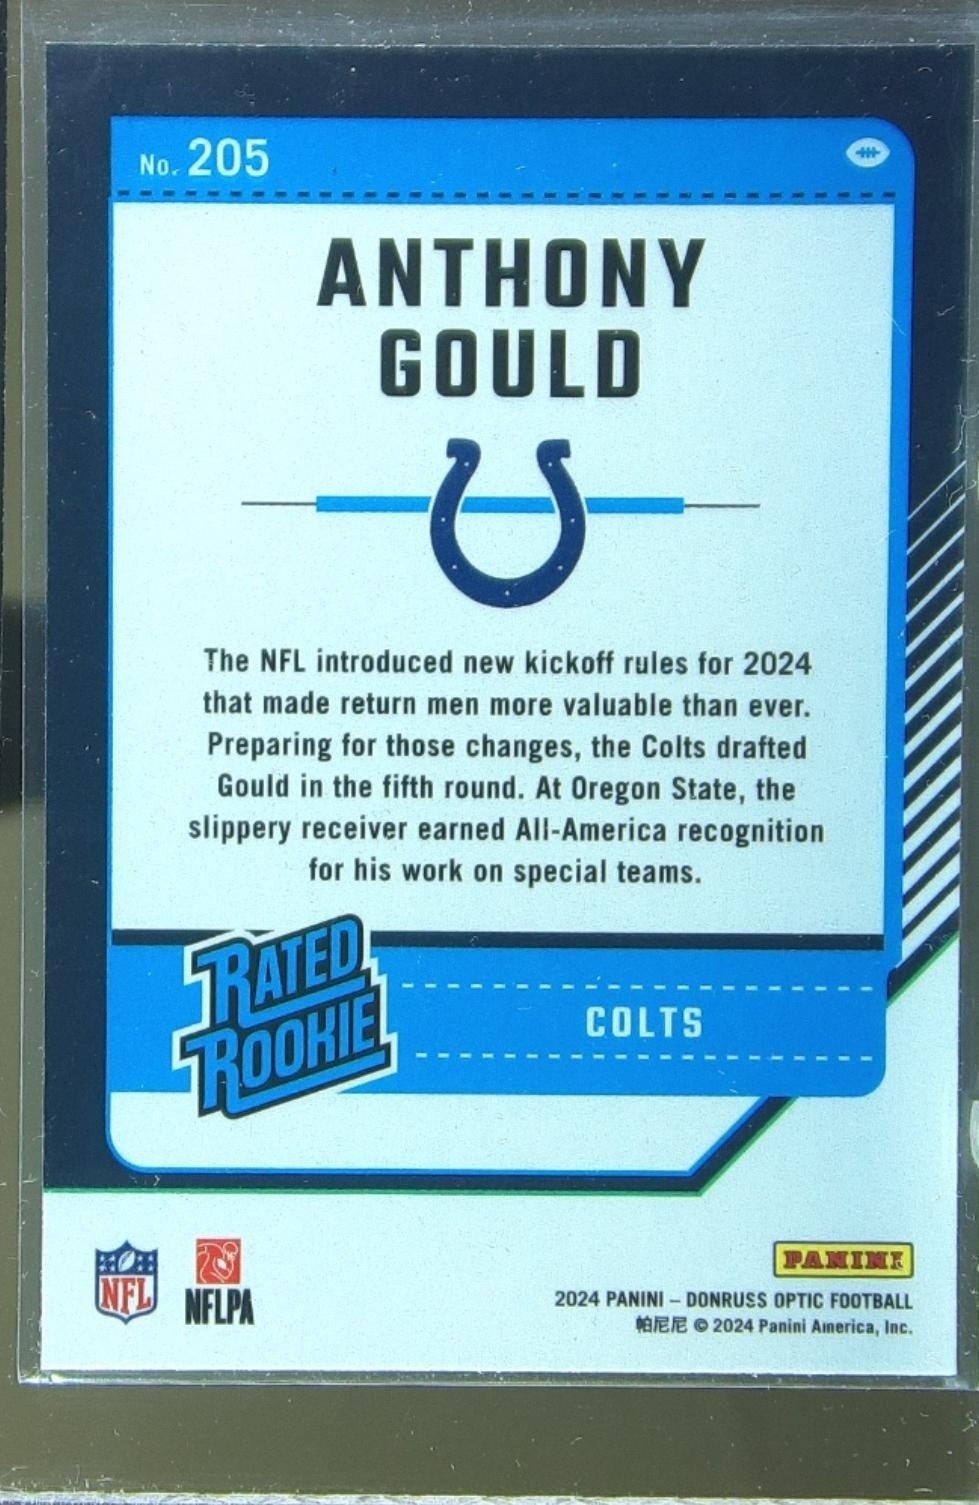 No. 205
ANTHONY
GOULD
The NFL introduced new kickoff rules for 2024
that made return men more valuable than ever.
Preparing for those changes, the Colts drafted
Gould in the fifth round. At Oregon State, the
slippery receiver earned All-America recognition
for his work on special teams.
RATED
ROOKIE
COLTS
NFL
NFLPA
PANINI
2024 PANINI – DONRUSS OPTIC FOOTBALL
帕尼尼 © 2024 Panini America, Inc.